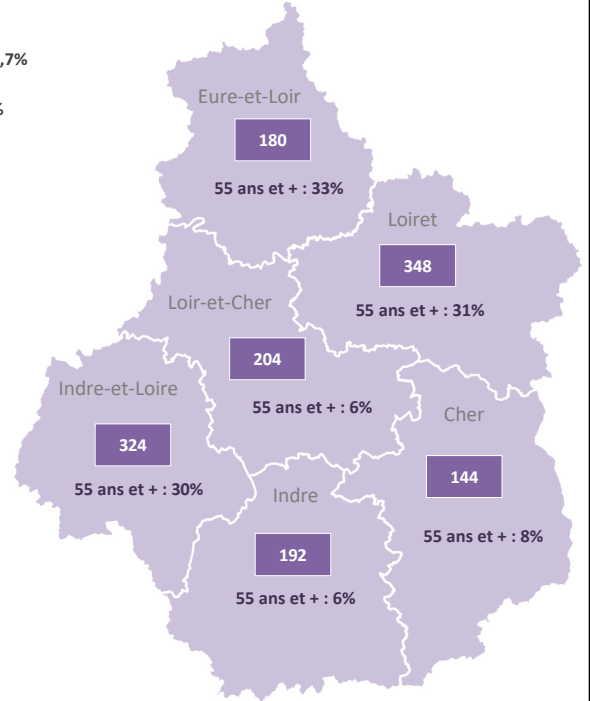 ,7%
%
Eure-et-Loir
180
55 ans et + : 33%
Loiret
348
55 ans et + : 31%
Loir-et-Cher
204
55 ans et + : 6%
Indre-et-Loire
324
55 ans et + : 30%
Cher
144
55 ans et + : 8%
Indre
192
55 ans et + : 6%